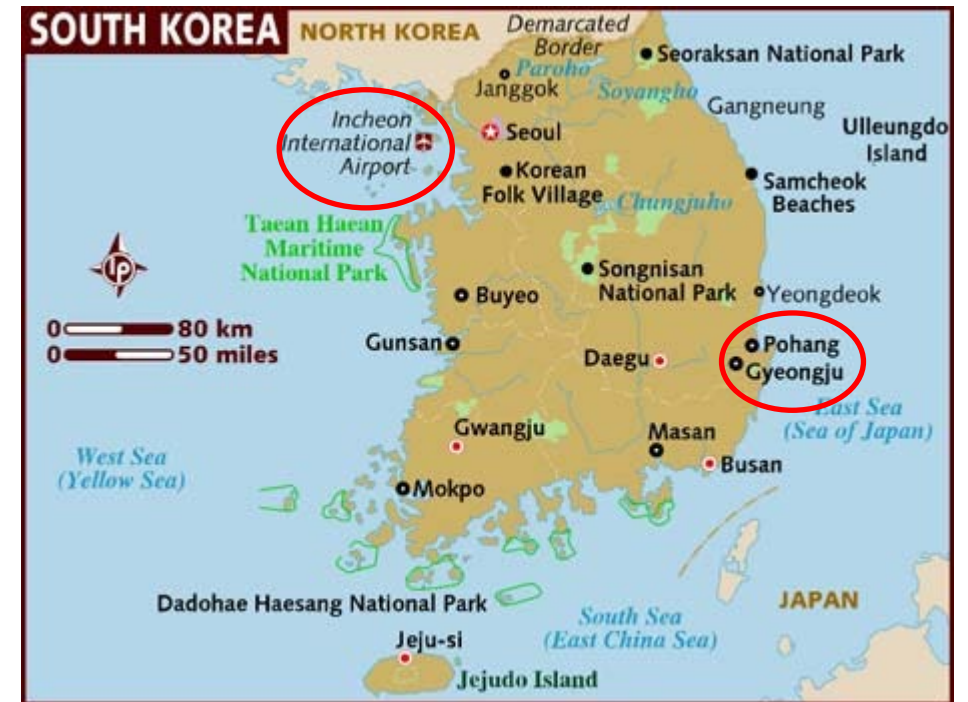 SOUTH KOREA
NORTH KOREA
Demarcated
Border
Paroho
Janggok
Seoraksan National Park
Soyangho
Gangneung
Ulleungdo
Island
Incheon
International
Airport
Seoul
Korean
Folk Village
Samcheok
Beaches
Chungjuho
Taean Haean
Maritime
National Park
LP
Songnisan
National Park
Buyeo
Yeongdeok
0 80 km
0 50 miles
Gunsan
Daegu
Pohang
Gyeongju
East Sea
(Sea of Japan)
Gwangju
Masan
Busan
West Sea
(Yellow Sea)
Mokpo
Dadohae Haesang National Park
South Sea
(East China Sea)
JAPAN
Jeju-si
Jejudo Island